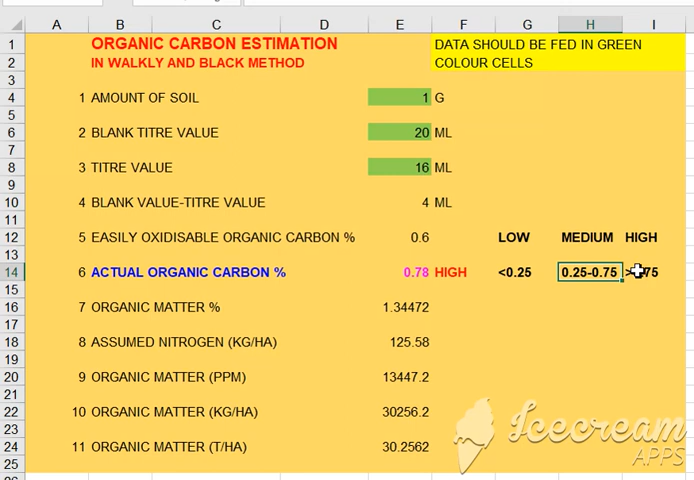 A B C D E F G H I
1 ORGANIC CARBON ESTIMATION DATA SHOULD BE FED IN GREEN
2 IN WALKLY AND BLACK METHOD COLOUR CELLS
3
4 1 AMOUNT OF SOIL 1 G
5
6 2 BLANK TITRE VALUE 20 ML
7
8 3 TITRE VALUE 16 ML
9
10 4 BLANK VALUE-TITRE VALUE 4 ML
11
12 5 EASILY OXIDISABLE ORGANIC CARBON % 0.6 LOW MEDIUM HIGH
13
14 6 ACTUAL ORGANIC CARBON % 0.78 HIGH <0.25 0.25-0.75
15
16 7 ORGANIC MATTER % 1.34472
17
18 8 ASSUMED NITROGEN (KG/HA) 125.58
19
20 9 ORGANIC MATTER (PPM) 13447.2
21
22 10 ORGANIC MATTER (KG/HA) 30256.2
23
24 11 ORGANIC MATTER (T/HA) 30.2562
25
Icecream
APPS